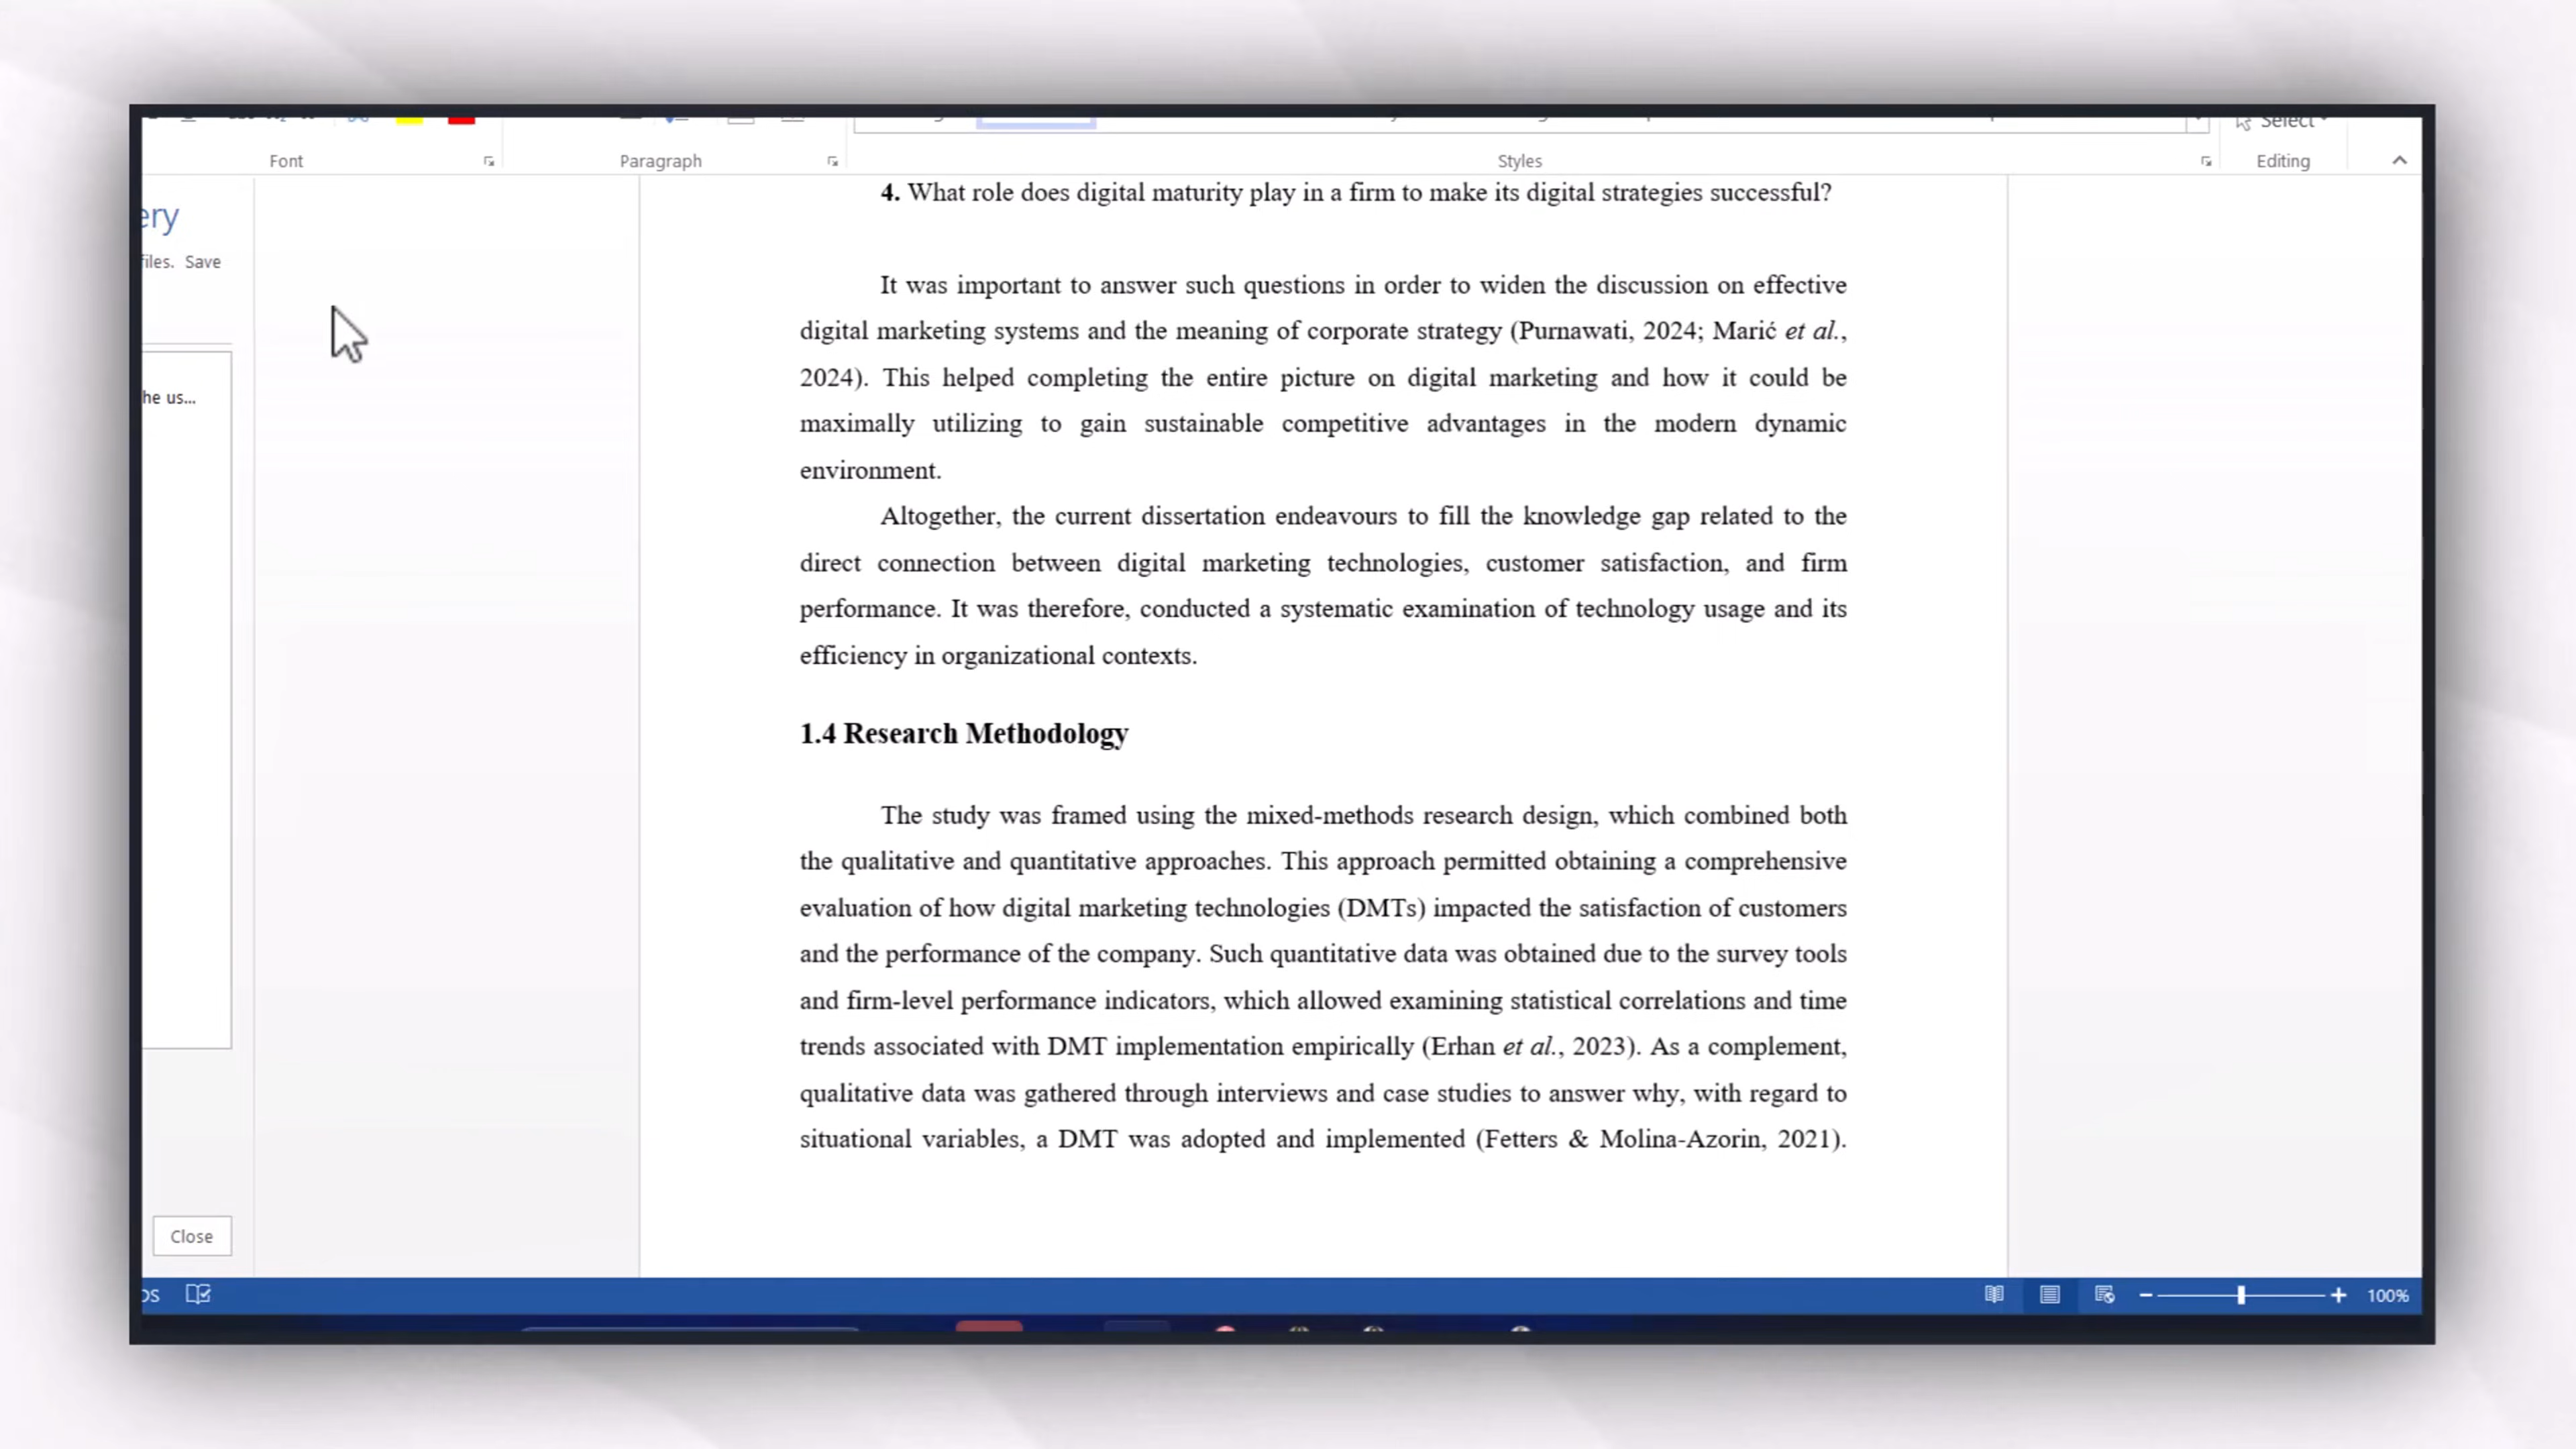 Select
Font
Paragraph
Styles
Editing
ery
files. Save
he us...
4. What role does digital maturity play in a firm to make its digital strategies successful?
It was important to answer such questions in order to widen the discussion on effective
digital marketing systems and the meaning of corporate strategy (Purnawati, 2024; Marić et al.,
2024). This helped completing the entire picture on digital marketing and how it could be
maximally utilizing to gain sustainable competitive advantages in the modern dynamic
environment.
Altogether, the current dissertation endeavours to fill the knowledge gap related to the
direct connection between digital marketing technologies, customer satisfaction, and firm
performance. It was therefore, conducted a systematic examination of technology usage and its
efficiency in organizational contexts.
1.4 Research Methodology
The study was framed using the mixed-methods research design, which combined both
the qualitative and quantitative approaches. This approach permitted obtaining a comprehensive
evaluation of how digital marketing technologies (DMTs) impacted the satisfaction of customers
and the performance of the company. Such quantitative data was obtained due to the survey tools
and firm-level performance indicators, which allowed examining statistical correlations and time
trends associated with DMT implementation empirically (Erhan et al., 2023). As a complement,
qualitative data was gathered through interviews and case studies to answer why, with regard to
situational variables, a DMT was adopted and implemented (Fetters & Molina-Azorin, 2021).
Close
100%